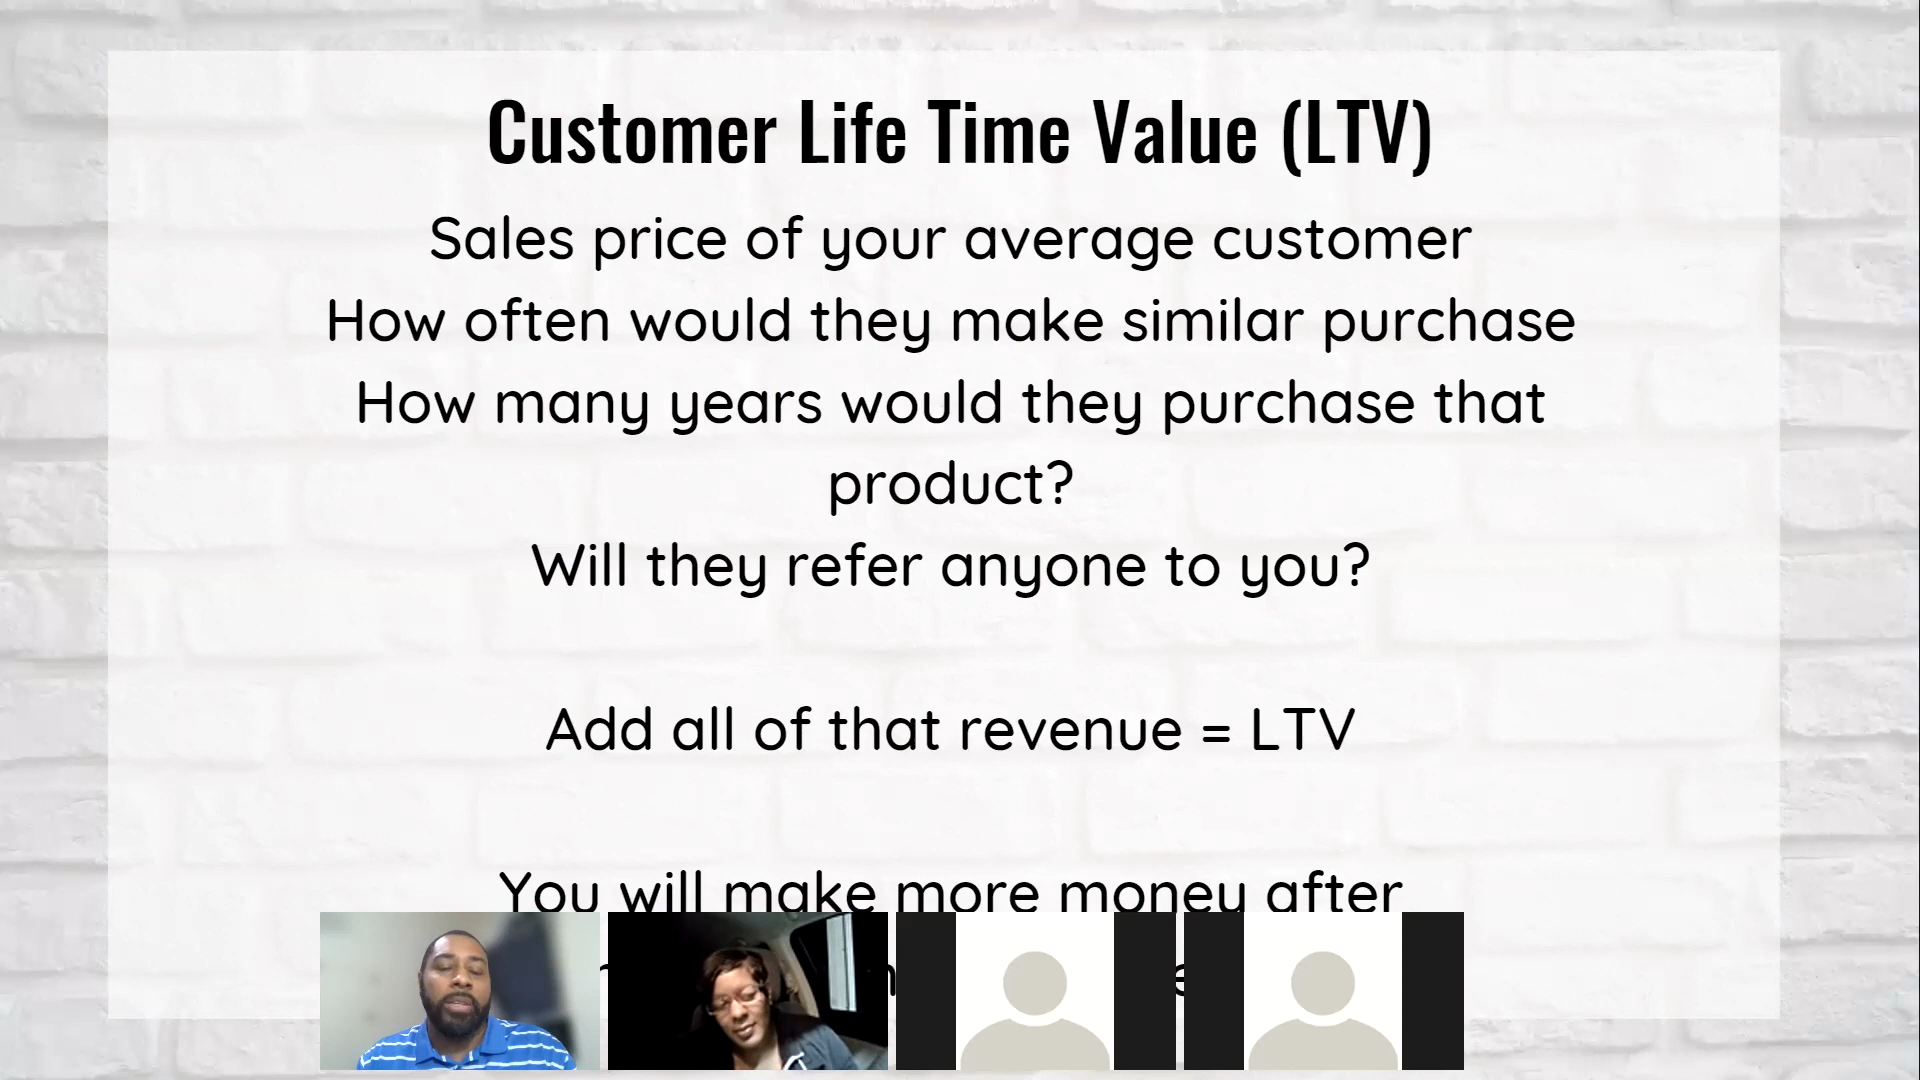 Customer Life Time Value (LTV)
Sales price of your average customer
How often would they make similar purchase
How many years would they purchase that
product?
Will they refer anyone to you?
Add all of that revenue = LTV
You will make more money after